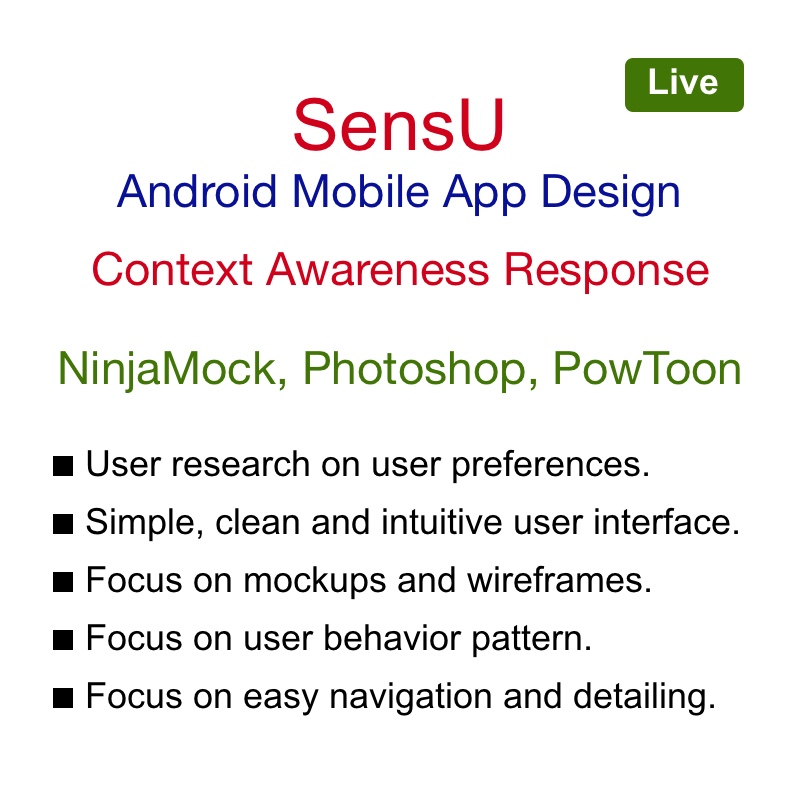 Live
SensU
Android Mobile App Design
Context Awareness Response
NinjaMock, Photoshop, PowToon
■ User research on user preferences.
■ Simple, clean and intuitive user interface.
■ Focus on mockups and wireframes.
■ Focus on user behavior pattern.
■ Focus on easy navigation and detailing.